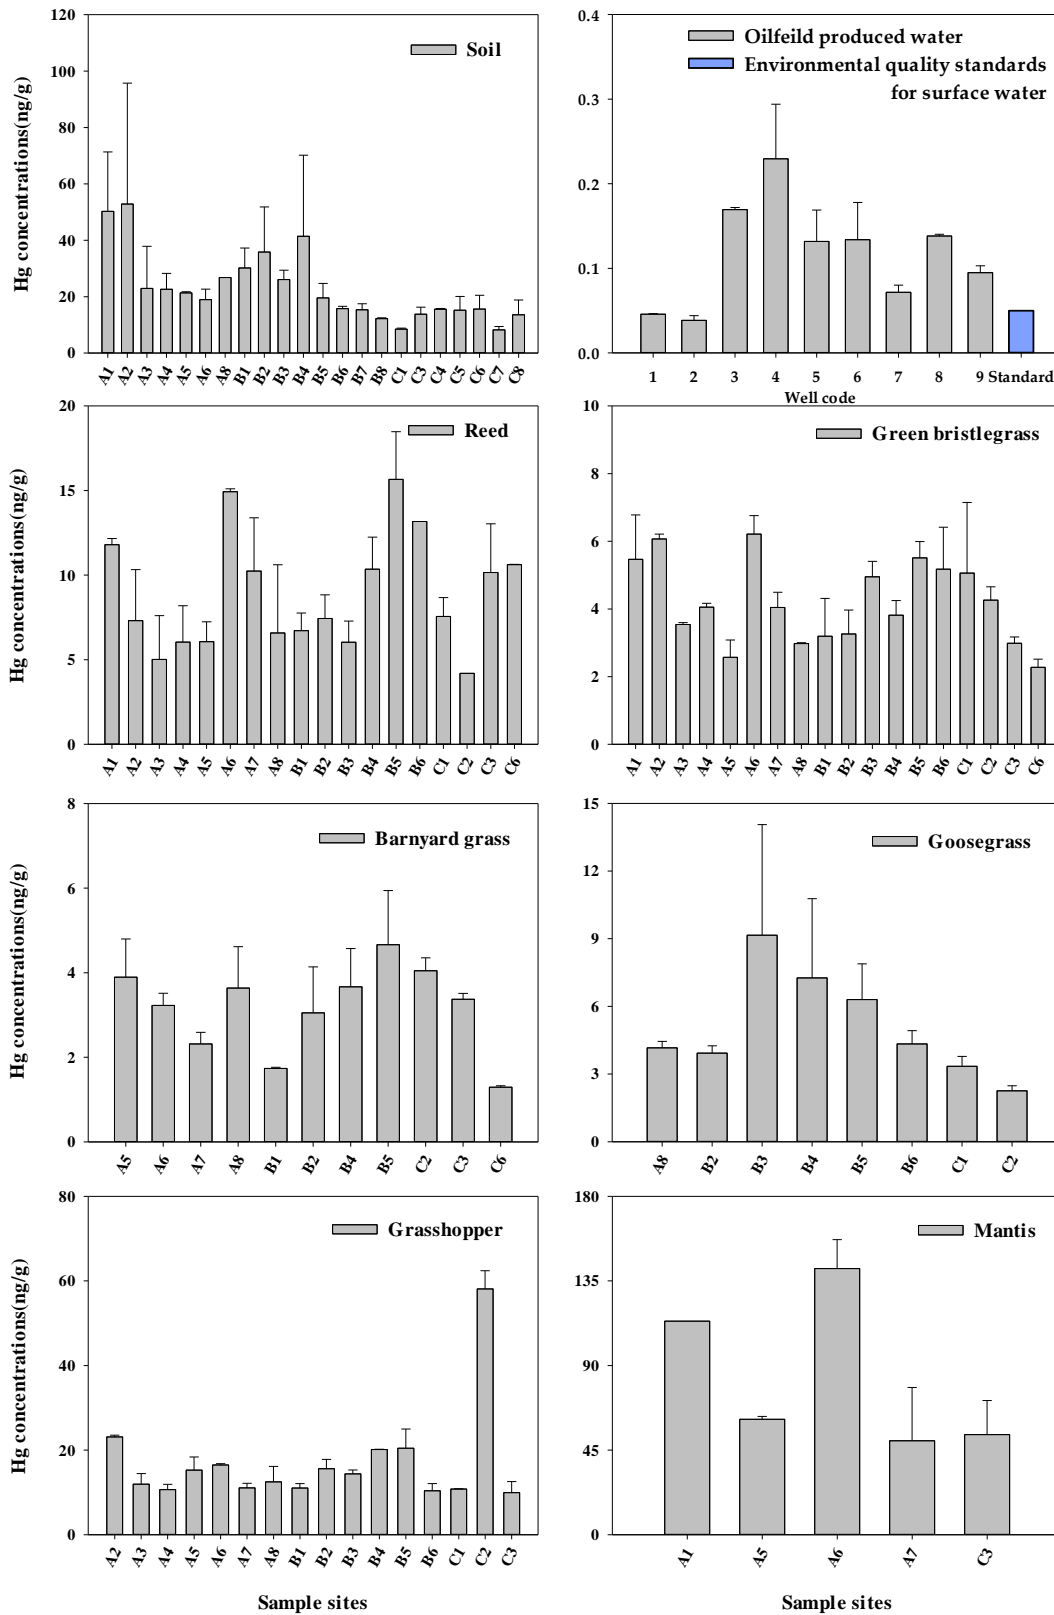 Hg concentrations(ng/g)
120
100
80
60
40
20
0
Soil
A1 A2 A3 A4 A5 A6 A8 B1 B2 B3 B4 B5 B6 B7 B8 C1 C3 C4 C5 C6 C7 C8
0.4
0.3
0.2
0.1
0.0
Oilfeild produced water
Environmental quality standards
for surface water
1 2 3 4 5 6 7 8 9 Standard
Well code
Hg concentrations(ng/g)
20
15
10
5
0
Reed
A1 A2 A3 A4 A5 A6 A7 A8 B1 B2 B3 B4 B5 B6 C1 C2 C3 C6
10
8
6
4
2
0
Green bristlegrass
A1 A2 A3 A4 A5 A6 A7 A8 B1 B2 B3 B4 B5 B6 C1 C2 C3 C6
Hg concentrations(ng/g)
8
6
4
2
0
Barnyard grass
A5 A6 A7 A8 B1 B2 B4 B5 C2 C3 C6
15
12
9
6
3
0
Goosegrass
A8 B2 B3 B4 B5 B6 C1 C2
Hg concentrations(ng/g)
80
60
40
20
0
Grasshopper
A2 A3 A4 A5 A6 A7 A8 B1 B2 B3 B4 B5 B6 C1 C2 C3
Sample sites
180
135
90
45
0
Mantis
A1 A5 A6 A7 C3
Sample sites